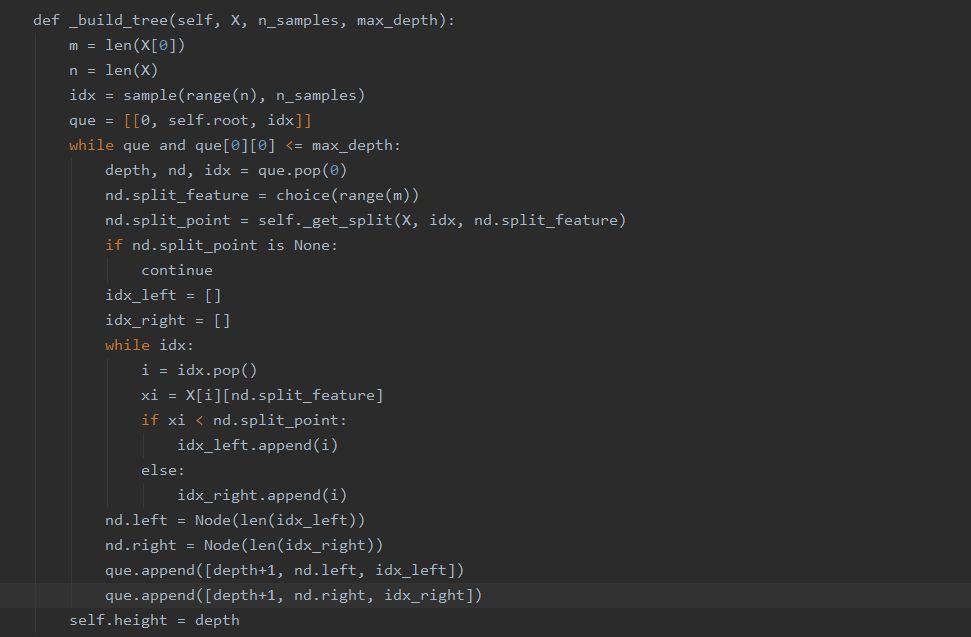 def _build_tree(self, X, n_samples, max_depth):
    m = len(X[0])
    n = len(X)
    idx = sample(range(n), n_samples)
    que = [[0, self.root, idx]]
    while que and que[0][0] <= max_depth:
        depth, nd, idx = que.pop(0)
        nd.split_feature = choice(range(m))
        nd.split_point = self._get_split(X, idx, nd.split_feature)
        if nd.split_point is None:
            continue
        idx_left = []
        idx_right = []
        while idx:
            i = idx.pop()
            xi = X[i][nd.split_feature]
            if xi < nd.split_point:
                idx_left.append(i)
            else:
                idx_right.append(i)
        nd.left = Node(len(idx_left))
        nd.right = Node(len(idx_right))
        que.append([depth+1, nd.left, idx_left])
        que.append([depth+1, nd.right, idx_right])
    self.height = depth